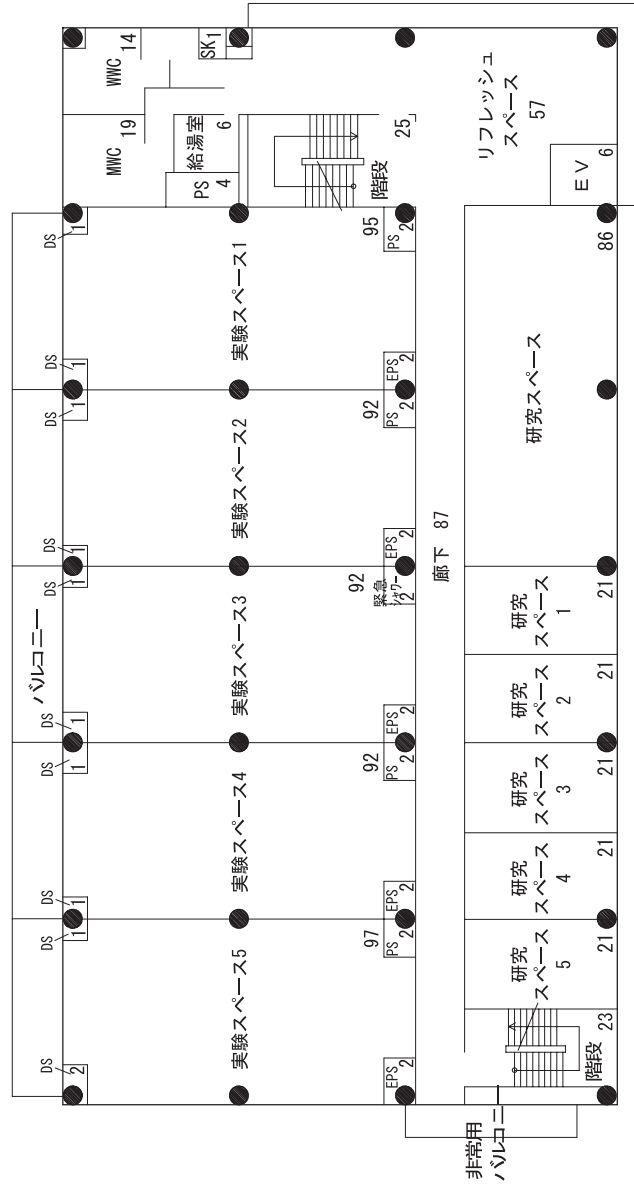 バルコニー
DS
2
DS
1
DS
1
DS
1
DS
1
DS
1
DS
1
DS
1
DS
1
DS
1
MWC
19
WWC
14
SK
1
給湯室
6
PS
4
実験スペース5
実験スペース4
実験スペース3
実験スペース2
実験スペース1
階段
25
EPS
2
97
PS
2
EPS
2
92
PS
2
EPS
2
92
緊急
シャワー
2
EPS
2
92
PS
2
EPS
2
95
PS
2
廊下 87
リフレッシュ
スペース
57
EV
6
非常用
バルコニー
階段
23
研究
スペース
5
21
研究
スペース
4
21
研究
スペース
3
21
研究
スペース
2
21
研究
スペース
1
21
研究スペース
86